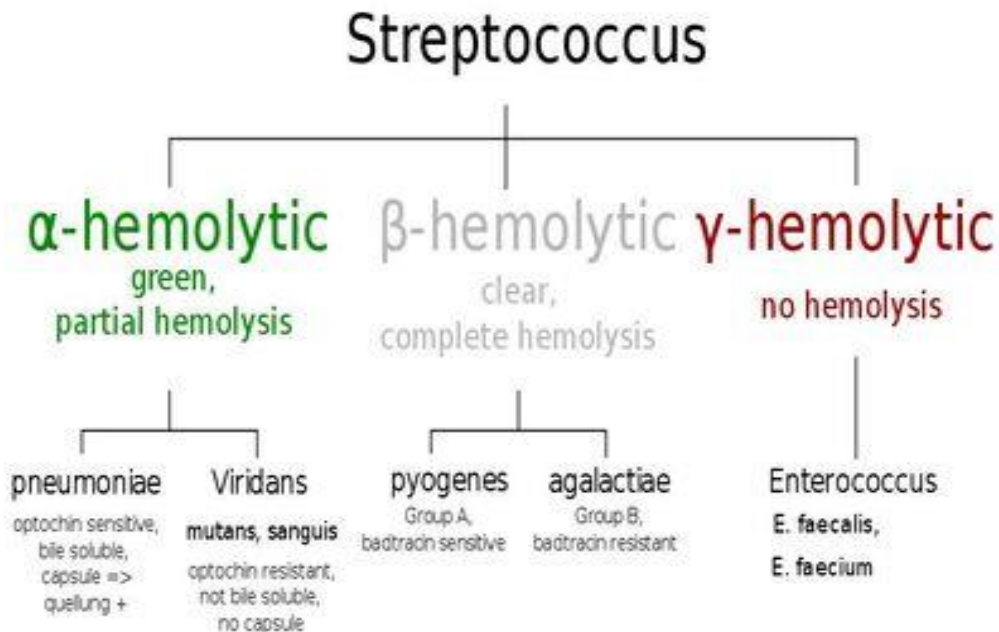 Streptococcus
α-hemolytic
green,
partial hemolysis
β-hemolytic
clear,
complete hemolysis
γ-hemolytic
no hemolysis
pneumoniae
optochin sensitive,
bile soluble,
capsule =>
quellung +
Viridans
mutans, sanguis
optochin resistant,
not bile soluble,
no capsule
pyogenes
Group A,
badtracin sensitive
agalactiae
Group B,
badtracin resistant
Enterococcus
E. faecalis,
E. faecium